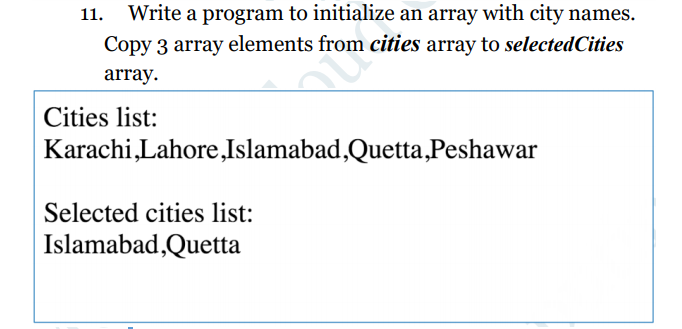 11. Write a program to initialize an array with city names.
Copy 3 array elements from cities array to selectedCities
array.
Cities list:
Karachi,Lahore,Islamabad,Quetta,Peshawar
Selected cities list:
Islamabad,Quetta